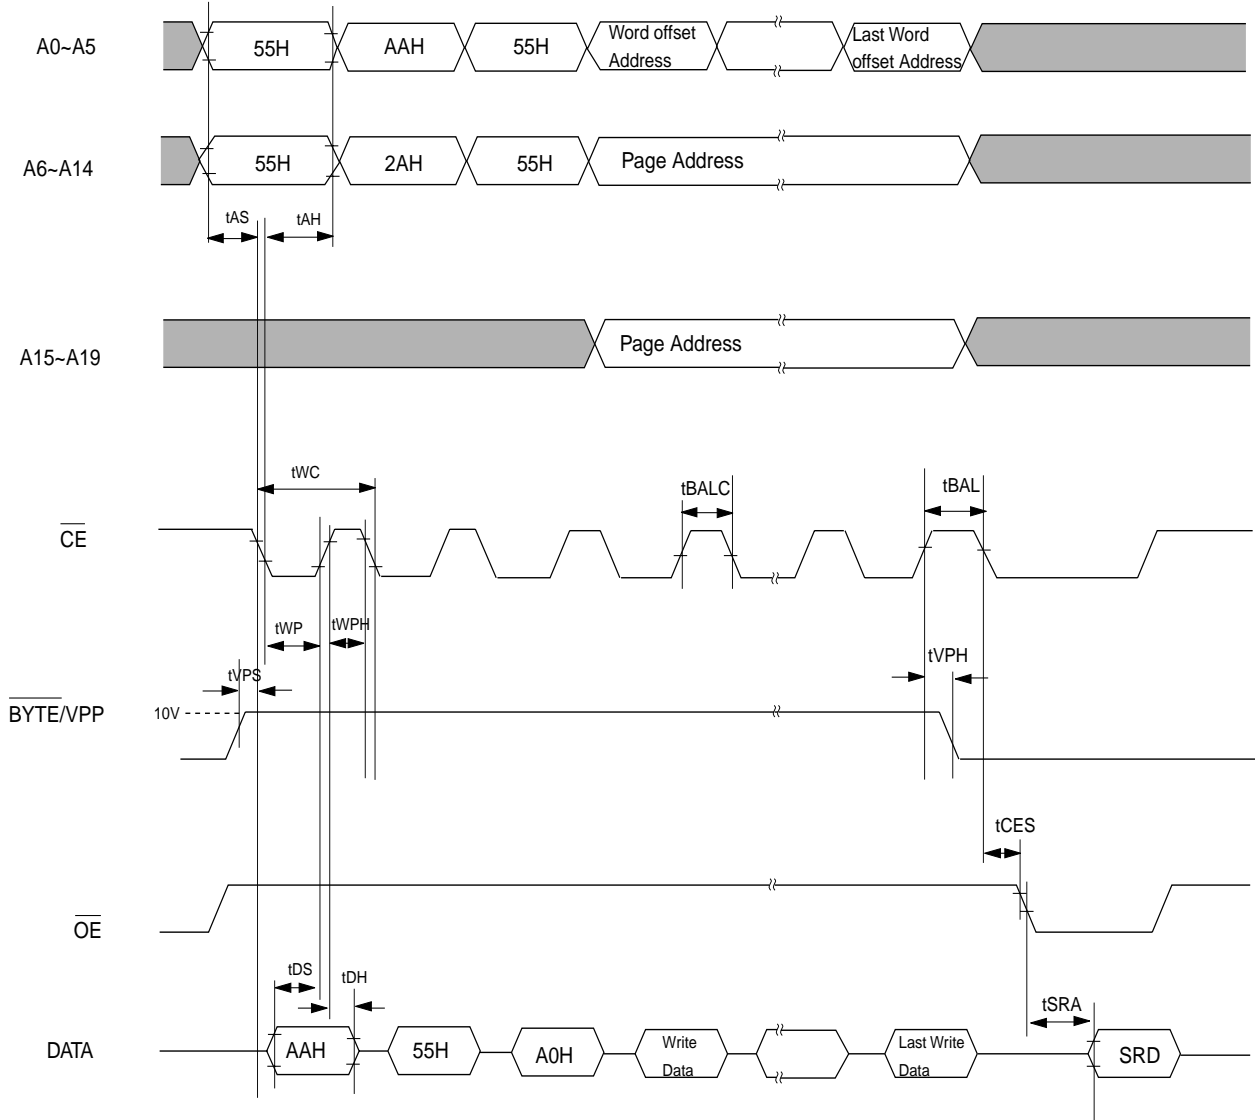 A0~A5
55H
AAH
55H
Word offset
Address
Last Word
offset Address
A6~A14
55H
2AH
55H
Page Address
tAS
tAH
A15~A19
Page Address
tWC
tBALC
tBAL
CE
tWP
tWPH
tVPS
tVPH
BYTE/VPP
10V
tCES
OE
tDS
tDH
tSRA
DATA
AAH
55H
A0H
Write
Data
Last Write
Data
SRD